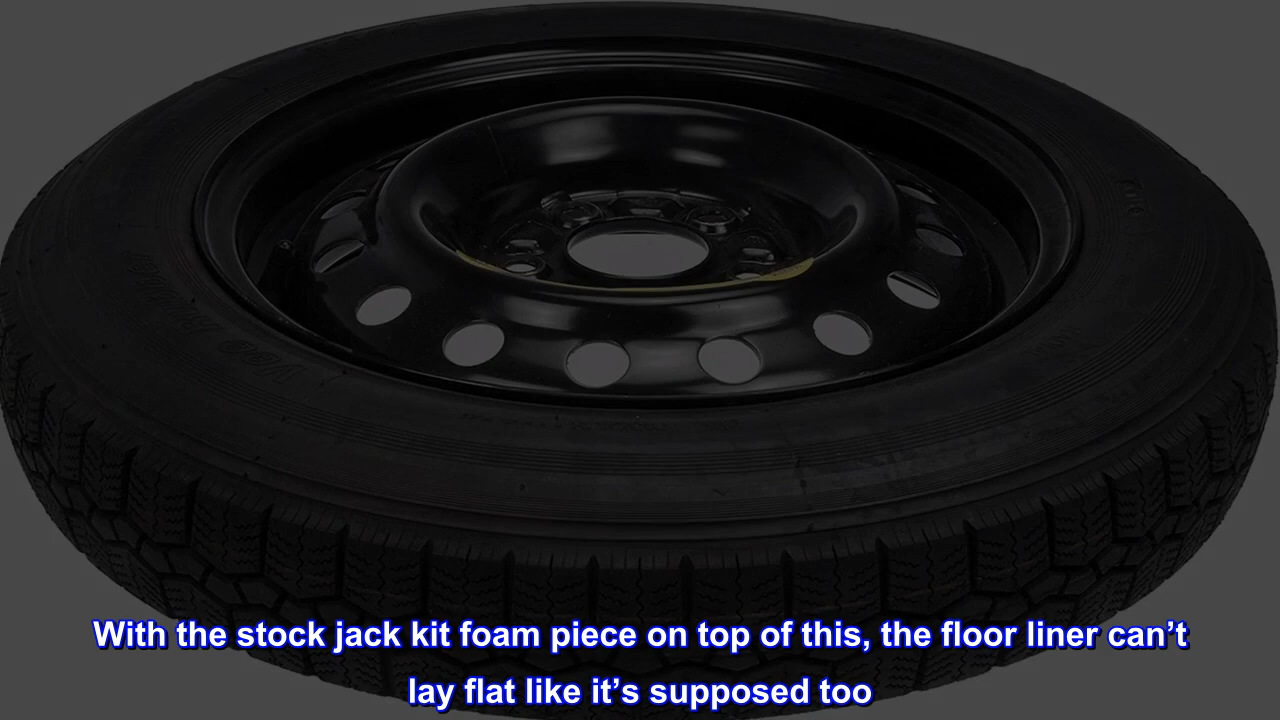 With the stock jack kit foam piece on top of this, the floor liner can’t
lay flat like it’s supposed too